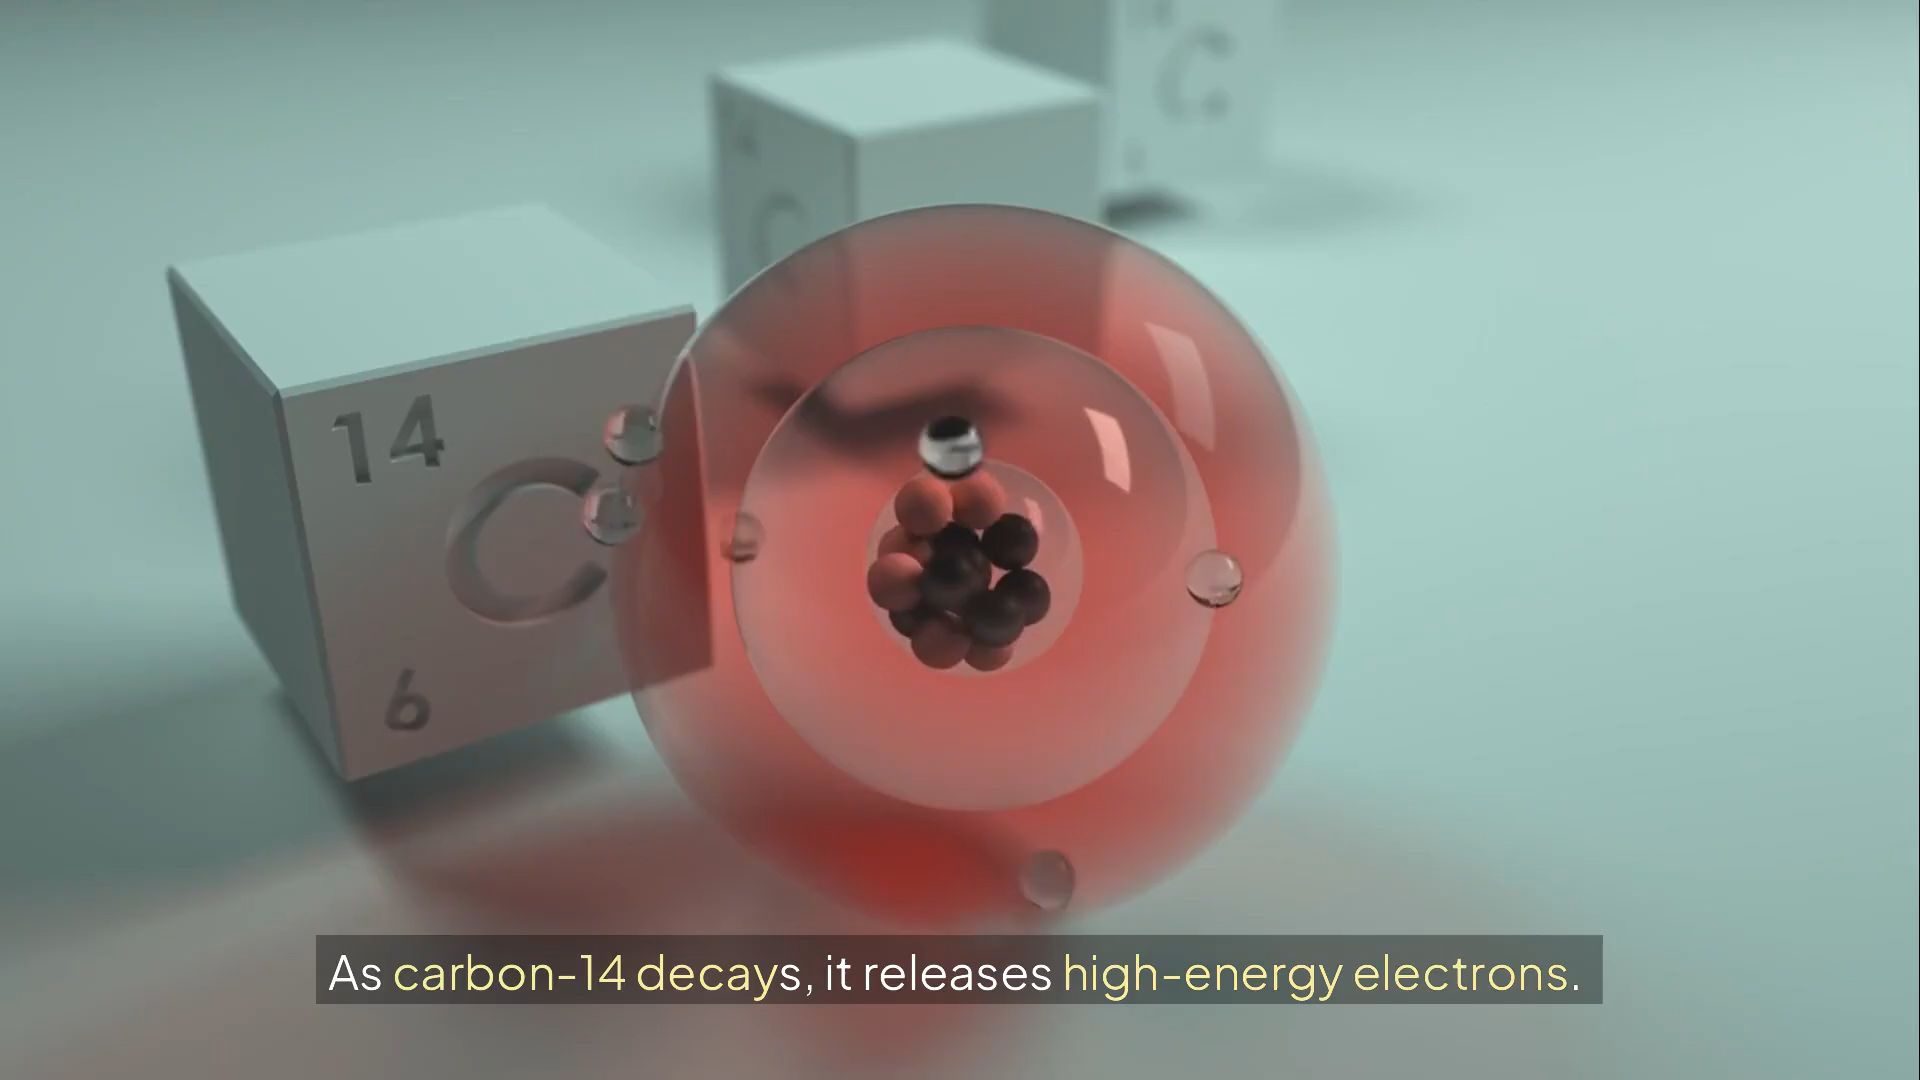 C
C
14
C
6
As carbon-14 decays, it releases high-energy electrons.